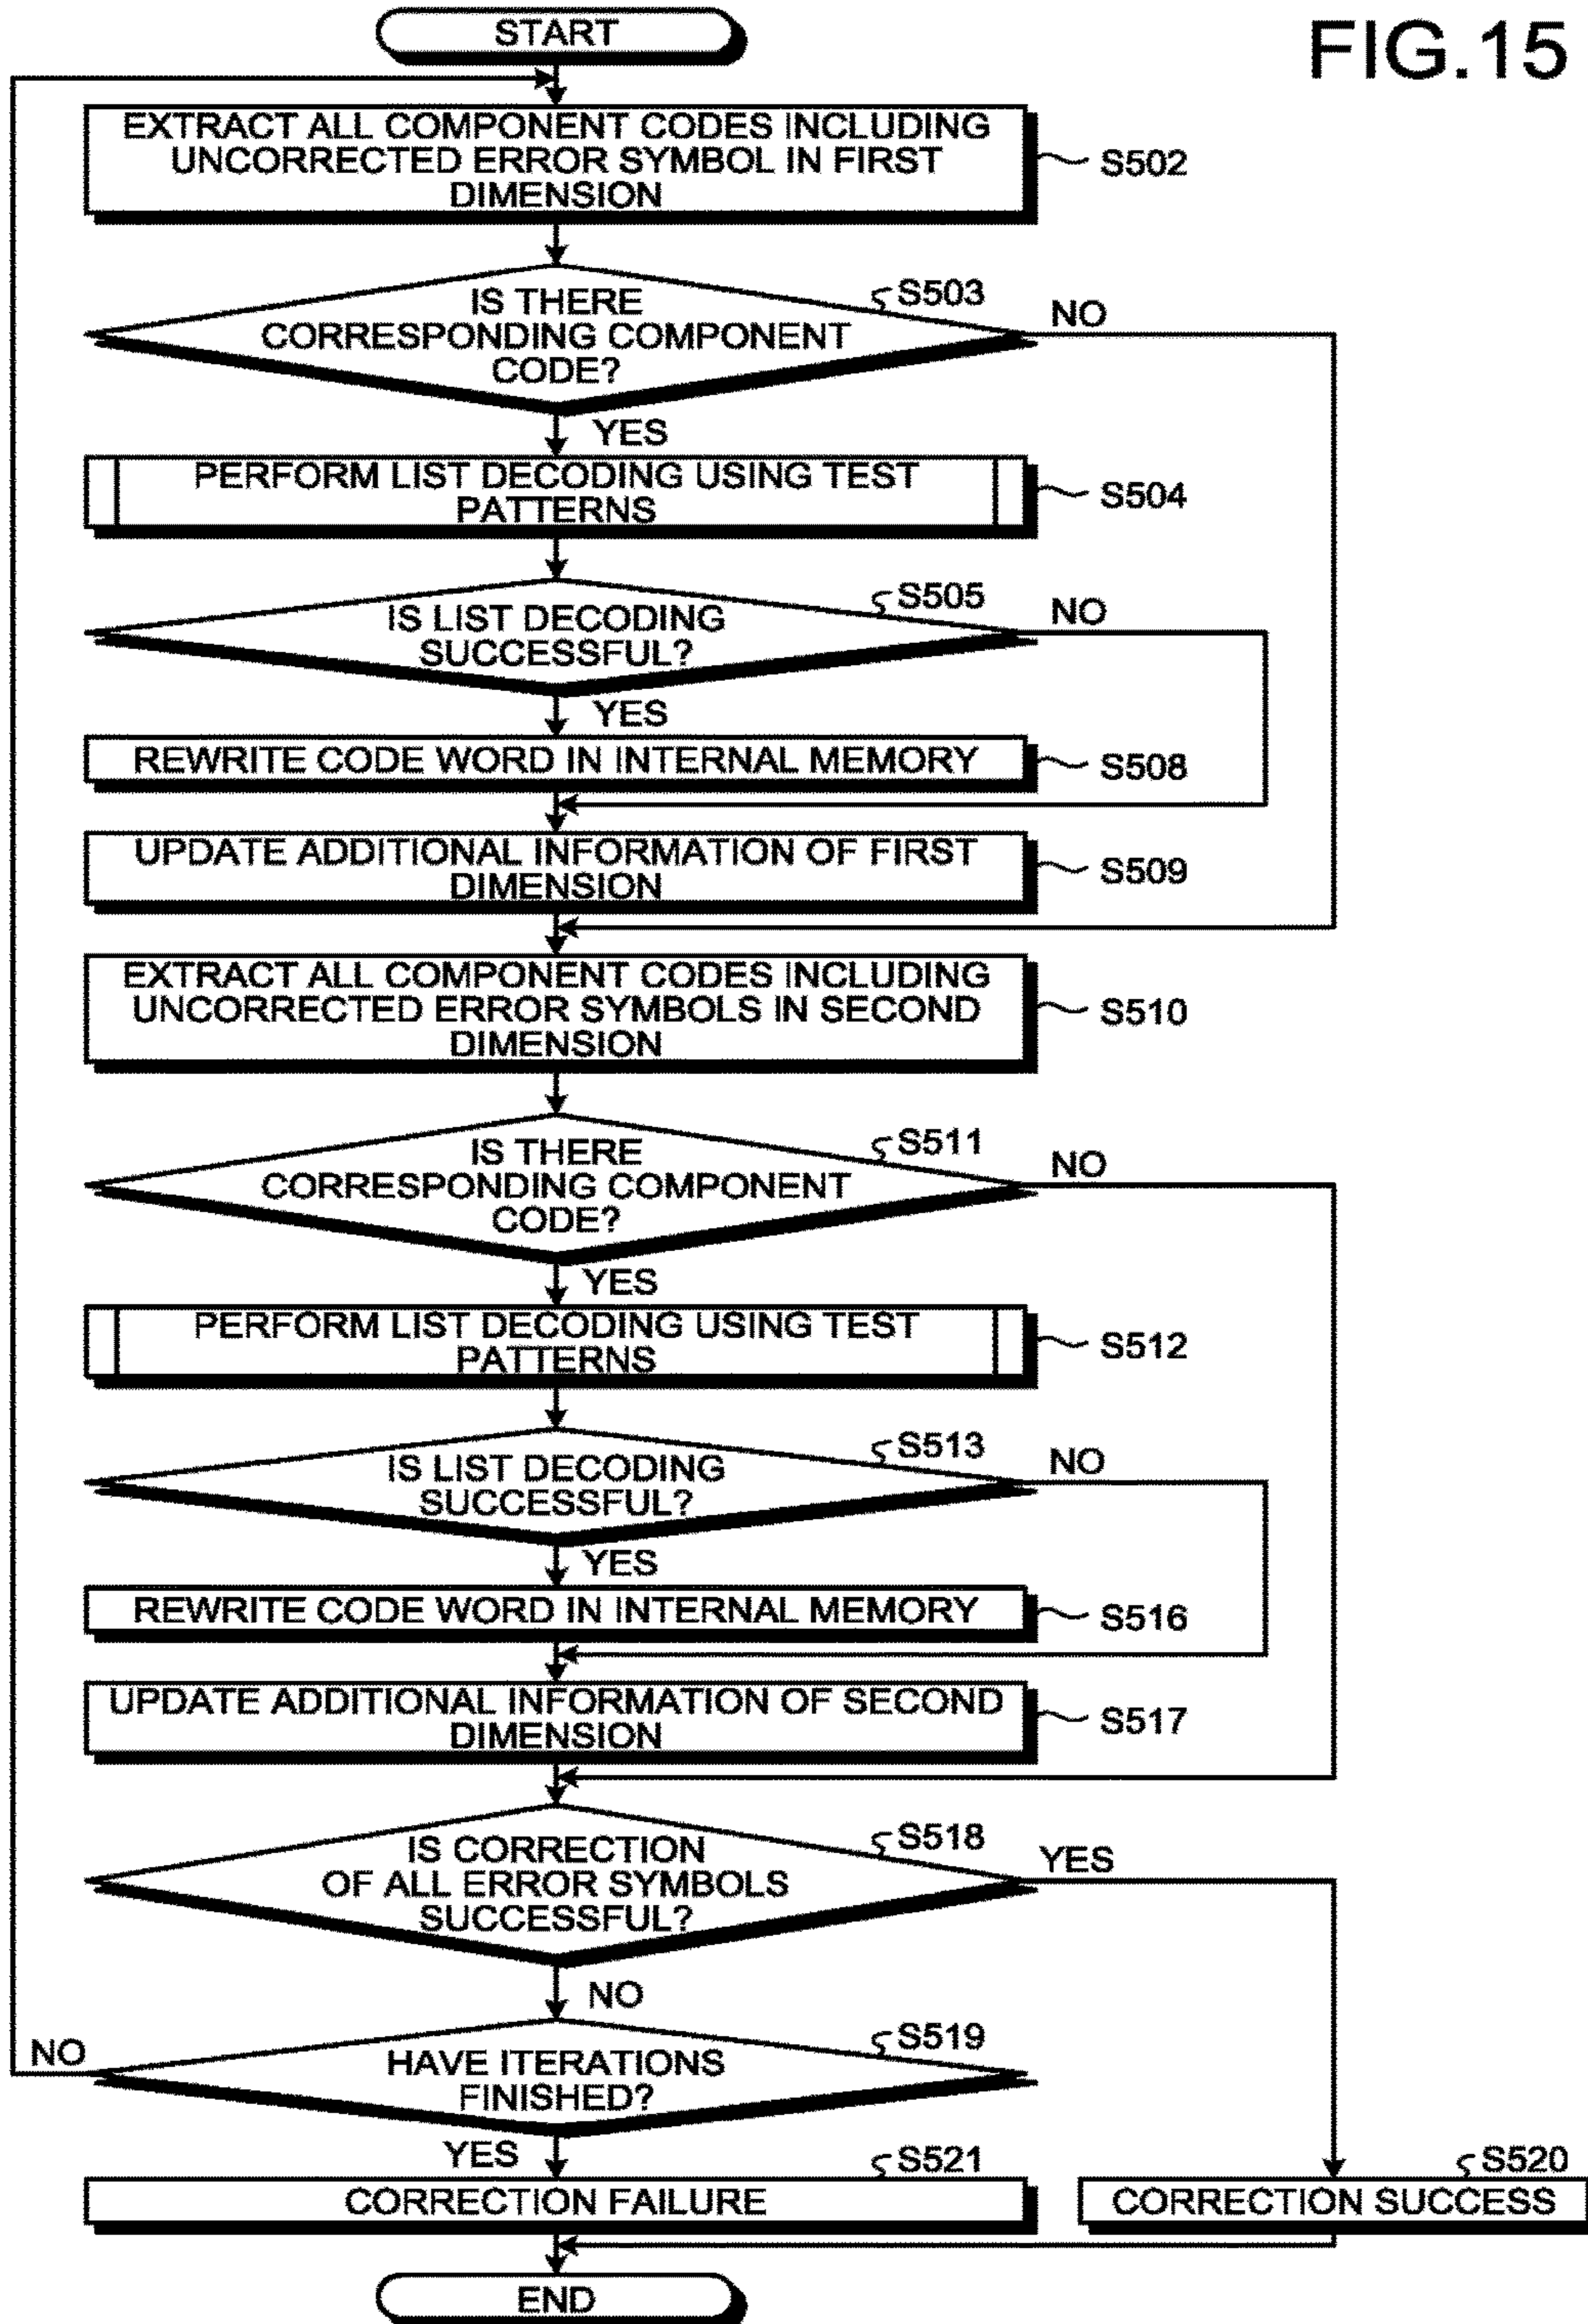 FIG.15
START
EXTRACT ALL COMPONENT CODES INCLUDING
UNCORRECTED ERROR SYMBOL IN FIRST
DIMENSION
S502
IS THERE
CORRESPONDING COMPONENT
CODE?
S503
NO
YES
PERFORM LIST DECODING USING TEST
PATTERNS
S504
IS LIST DECODING
SUCCESSFUL?
S505
NO
YES
REWRITE CODE WORD IN INTERNAL MEMORY
S508
UPDATE ADDITIONAL INFORMATION OF FIRST
DIMENSION
S509
EXTRACT ALL COMPONENT CODES INCLUDING
UNCORRECTED ERROR SYMBOLS IN SECOND
DIMENSION
S510
IS THERE
CORRESPONDING COMPONENT
CODE?
S511
NO
YES
PERFORM LIST DECODING USING TEST
PATTERNS
S512
IS LIST DECODING
SUCCESSFUL?
S513
NO
YES
REWRITE CODE WORD IN INTERNAL MEMORY
S516
UPDATE ADDITIONAL INFORMATION OF SECOND
DIMENSION
S517
IS CORRECTION
OF ALL ERROR SYMBOLS
SUCCESSFUL?
S518
YES
NO
HAVE ITERATIONS
FINISHED?
S519
NO
YES
S521
CORRECTION FAILURE
S520
CORRECTION SUCCESS
END